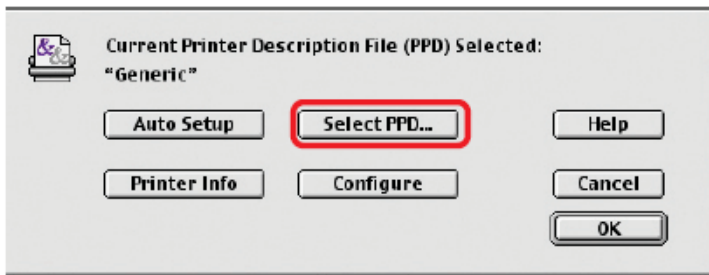 Current Printer Description File (PPD) Selected:
"Generic"
Auto Setup
Select PPD...
Help
Printer Info
Configure
Cancel
OK